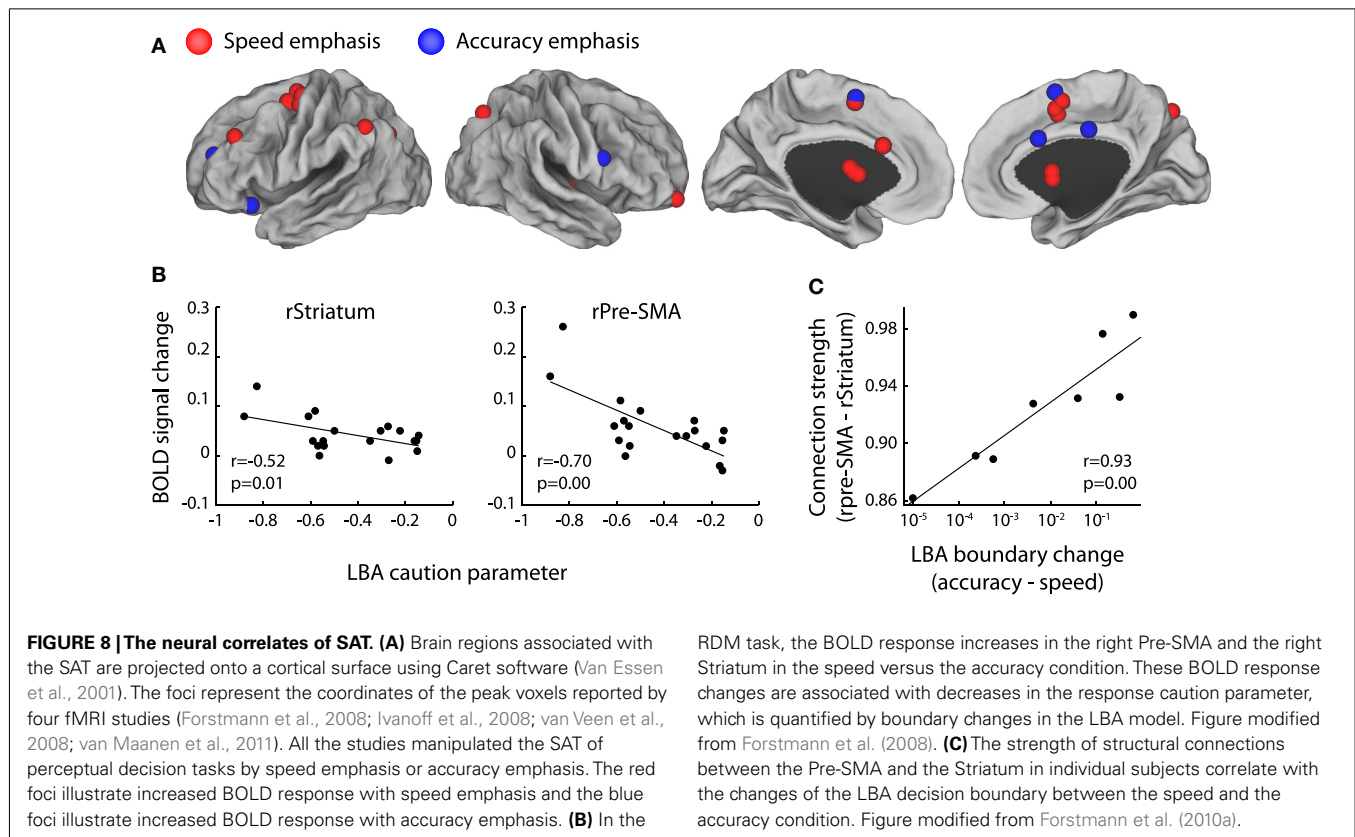 A
Speed emphasis
Accuracy emphasis
B
rStriatum
rPre-SMA
BOLD signal change
0.3
0.2
0.1
0
-0.1
r=-0.52
p=0.01
-1
-0.8
-0.6
-0.4
-0.2
0
0.3
0.2
0.1
0
-0.1
r=-0.70
p=0.00
-1
-0.8
-0.6
-0.4
-0.2
0
LBA caution parameter
C
Connection strength
(rpre-SMA - rStriatum)
0.98
0.94
0.90
0.86
r=0.93
p=0.00
10⁻⁵
10⁻⁴
10⁻³
10⁻²
10⁻¹
LBA boundary change
(accuracy - speed)
FIGURE 8 | The neural correlates of SAT. (A) Brain regions associated with
the SAT are projected onto a cortical surface using Caret software (Van Essen
et al., 2001). The foci represent the coordinates of the peak voxels reported by
four fMRI studies (Forstmann et al., 2008; Ivanoff et al., 2008; van Veen et al.,
2008; van Maanen et al., 2011). All the studies manipulated the SAT of
perceptual decision tasks by speed emphasis or accuracy emphasis. The red
foci illustrate increased BOLD response with speed emphasis and the blue
foci illustrate increased BOLD response with accuracy emphasis. (B) In the
RDM task, the BOLD response increases in the right Pre-SMA and the right
Striatum in the speed versus the accuracy condition. These BOLD response
changes are associated with decreases in the response caution parameter,
which is quantified by boundary changes in the LBA model. Figure modified
from Forstmann et al. (2008). (C) The strength of structural connections
between the Pre-SMA and the Striatum in individual subjects correlate with
the changes of the LBA decision boundary between the speed and the
accuracy condition. Figure modified from Forstmann et al. (2010a).